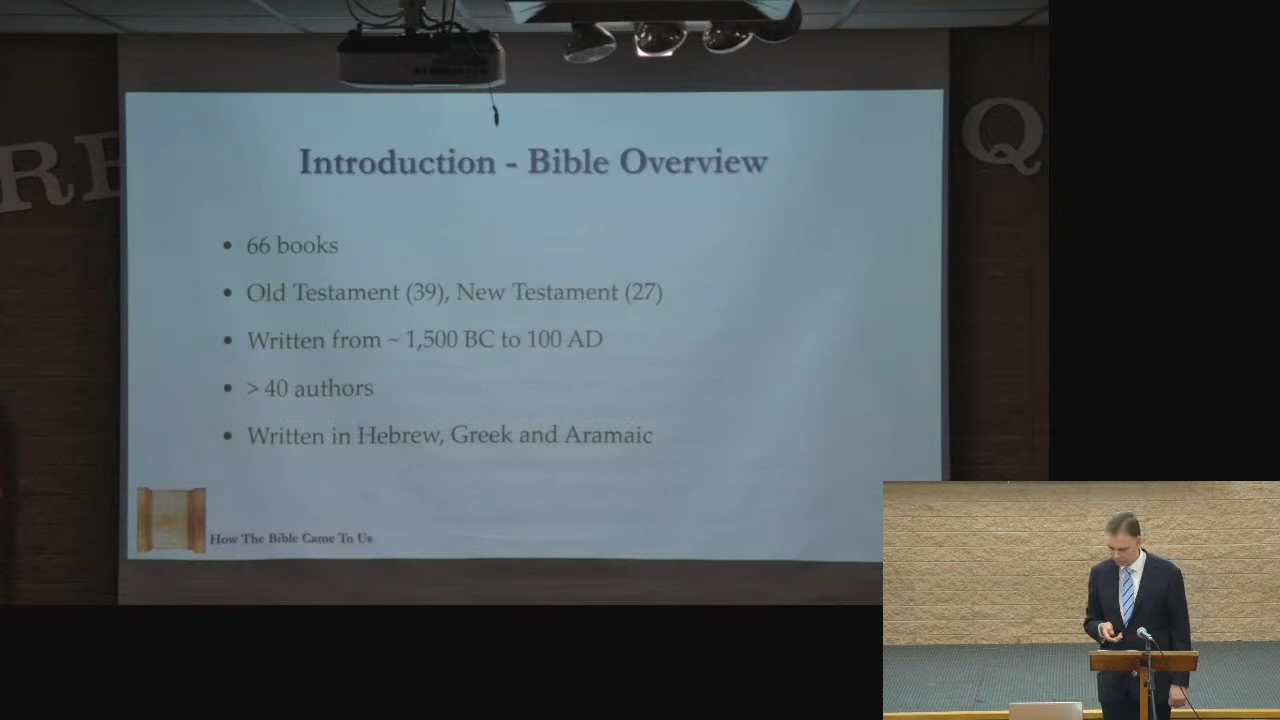 Introduction - Bible Overview
RE
Q
• 66 books
• Old Testament (39), New Testament (27)
• Written from ~ 1,500 BC to 100 AD
• > 40 authors
• Written in Hebrew, Greek and Aramaic
How The Bible Came To Us